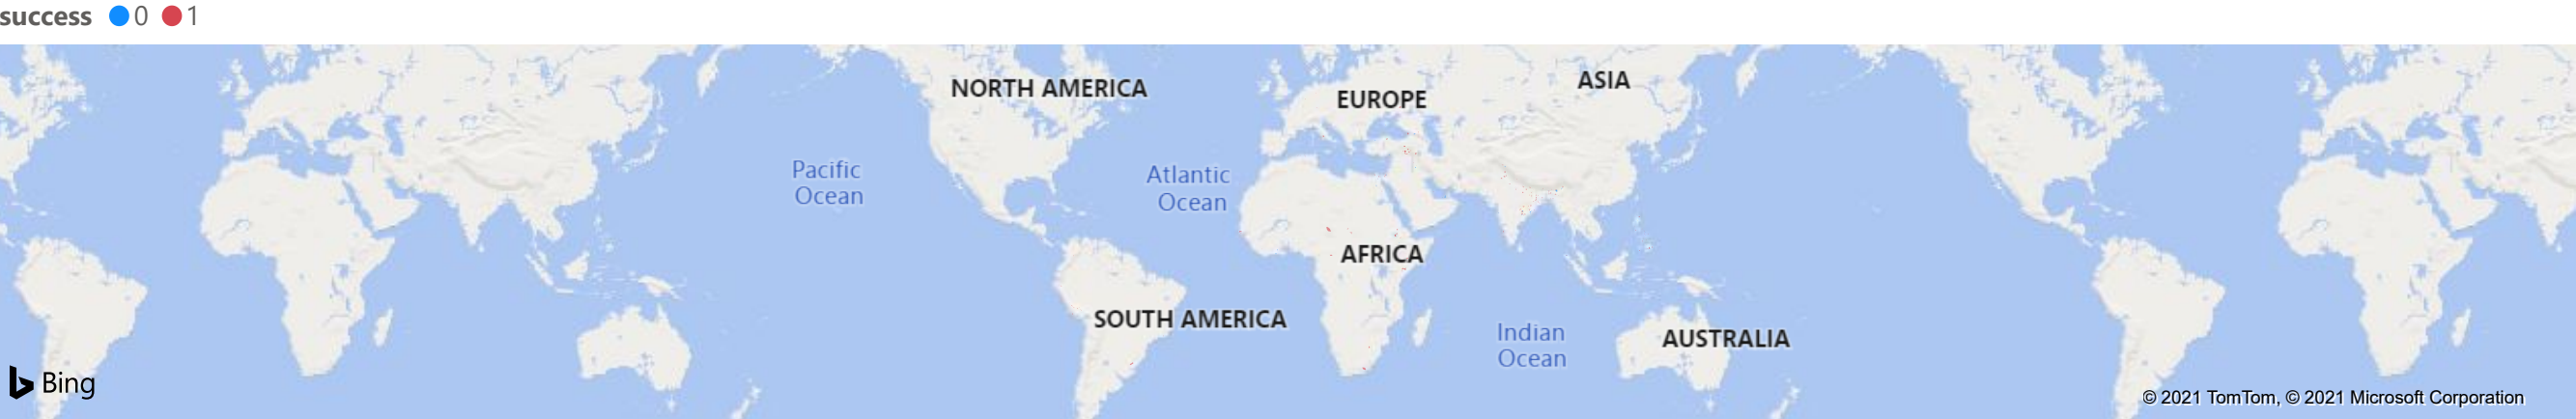 success 0 1
NORTH AMERICA
ASIA
EUROPE
Pacific
Ocean
Atlantic
Ocean
AFRICA
SOUTH AMERICA
Indian
Ocean
AUSTRALIA
Bing
© 2021 TomTom, © 2021 Microsoft Corporation